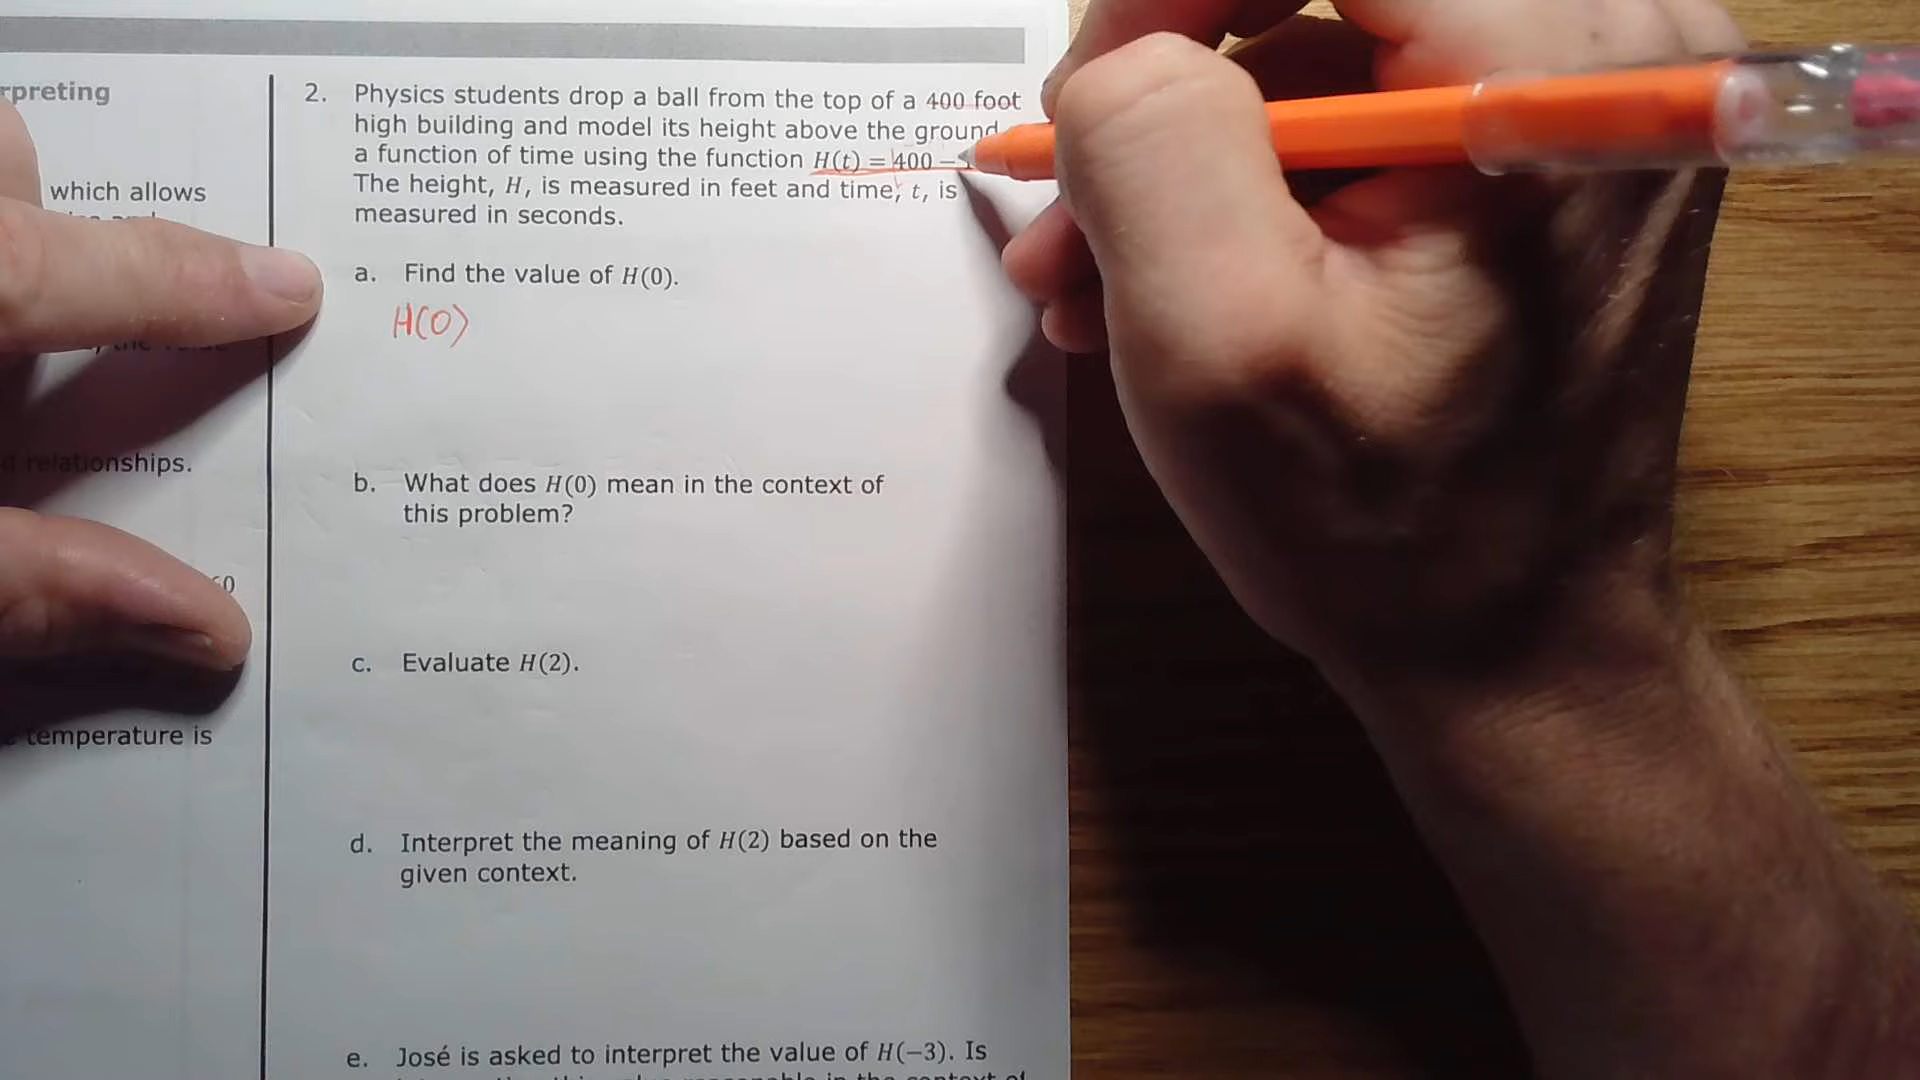 rpreting
which allows
relationships.
60
temperature is
2. Physics students drop a ball from the top of a 400 foot
high building and model its height above the ground
a function of time using the function H(t) = 400 −
The height, H, is measured in feet and time, t, is
measured in seconds.
a. Find the value of H(0).
H(0)
b. What does H(0) mean in the context of
this problem?
c. Evaluate H(2).
d. Interpret the meaning of H(2) based on the
given context.
e. José is asked to interpret the value of H(−3). Is